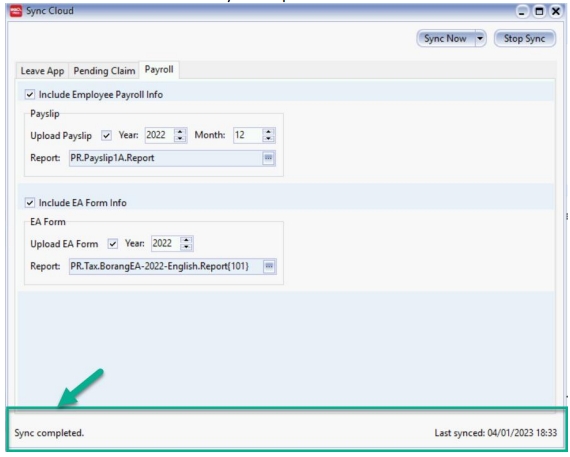 Sync Cloud
Sync Now Stop Sync
Leave App Pending Claim Payroll
Include Employee Payroll Info
Payslip
Upload Payslip Year: 2022 Month: 12
Report: PR.Payslip1A.Report
Include EA Form Info
EA Form
Upload EA Form Year: 2022
Report: PR.Tax.BorangEA-2022-English.Report{101}
Sync completed. Last synced: 04/01/2023 18:33